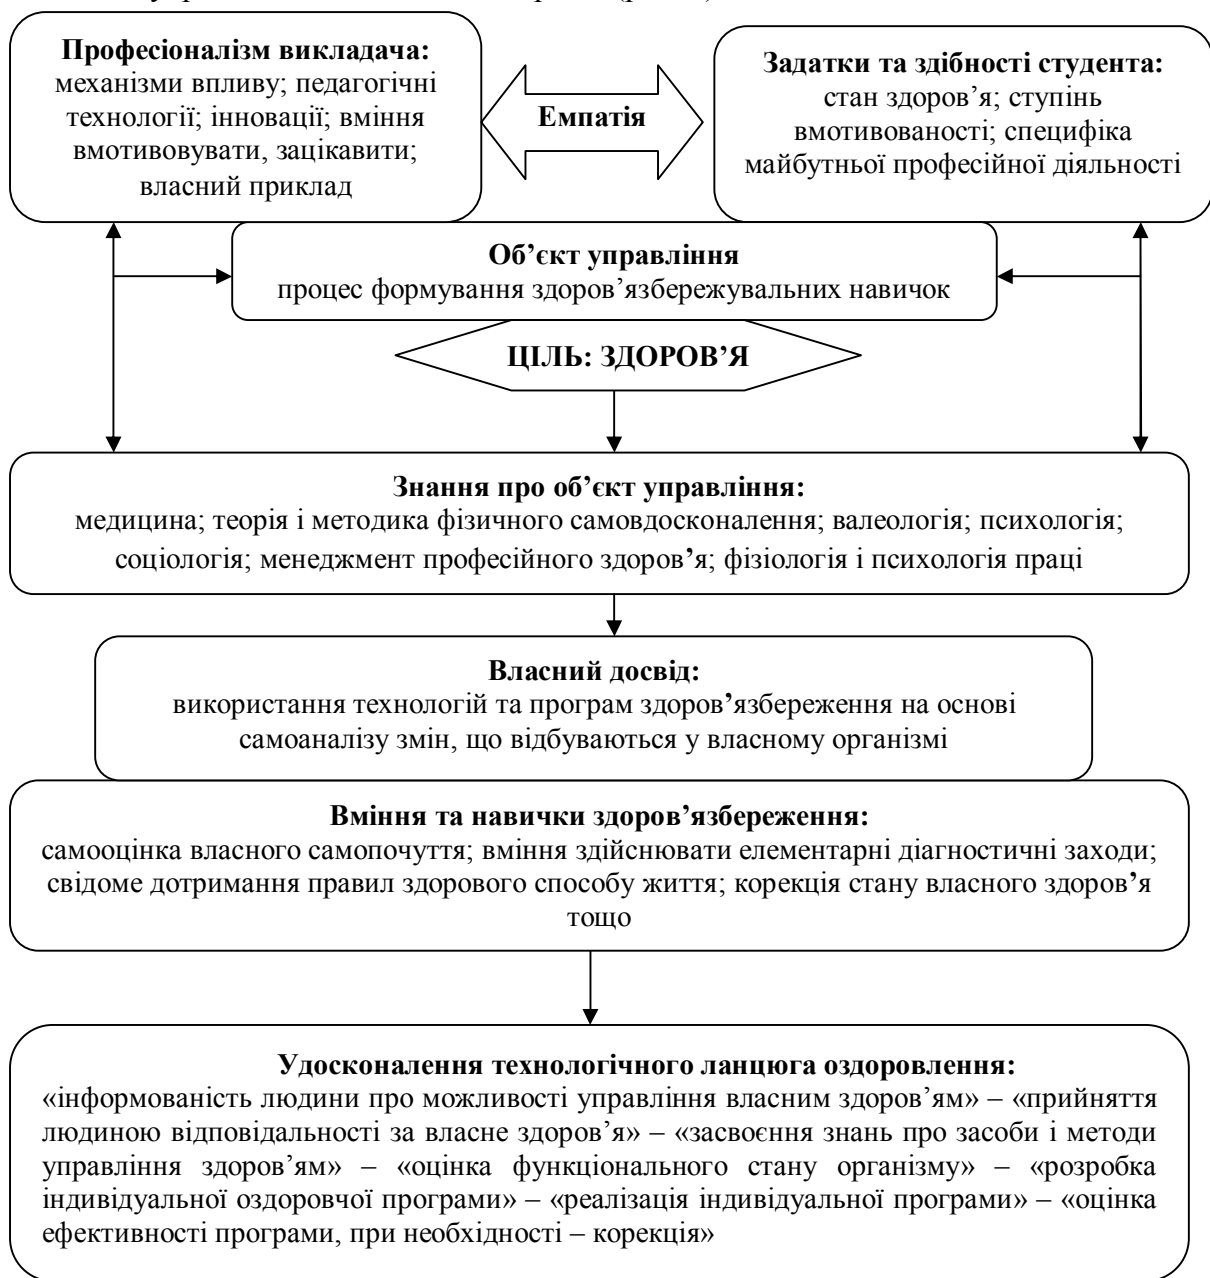 Професіоналізм викладача:
механізми впливу; педагогічні
технології; інновації; вміння
вмотивовувати, зацікавити;
власний приклад
Емпатія
Задатки та здібності студента:
стан здоров’я; ступінь
вмотивованості; специфіка
майбутньої професійної діяльності
Об’єкт управління
процес формування здоров’язбережувальних навичок
ЦІЛЬ: ЗДОРОВ’Я
Знання про об’єкт управління:
медицина; теорія і методика фізичного самовдосконалення; валеологія; психологія;
соціологія; менеджмент професійного здоров’я; фізіологія і психологія праці
Власний досвід:
використання технологій та програм здоров’язбереження на основі
самоаналізу змін, що відбуваються у власному організмі
Вміння та навички здоров’язбереження:
самооцінка власного самопочуття; вміння здійснювати елементарні діагностичні заходи;
свідоме дотримання правил здорового способу життя; корекція стану власного здоров’я
тощо
Удосконалення технологічного ланцюга оздоровлення:
«інформованість людини про можливості управління власним здоров’ям» – «прийняття
людиною відповідальності за власне здоров’я» – «засвоєння знань про засоби і методи
управління здоров’ям» – «оцінка функціонального стану організму» – «розробка
індивідуальної оздоровчої програми» – «реалізація індивідуальної програми» – «оцінка
ефективності програми, при необхідності – корекція»